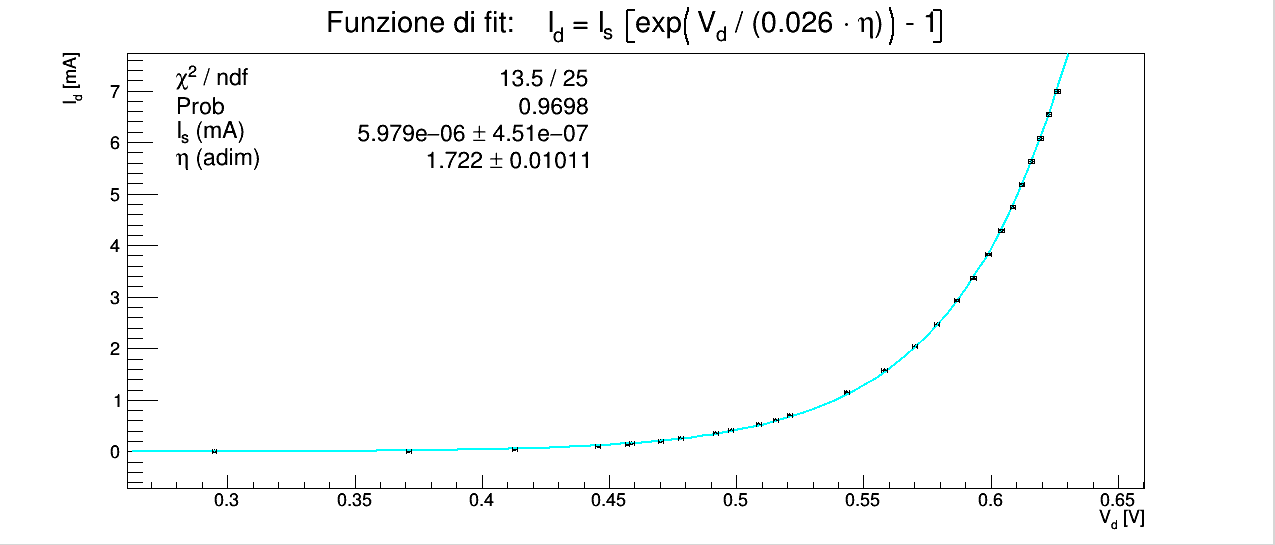 Funzione di fit: I_d = I_s [exp(V_d / (0.026 · η)) - 1]
I_d [mA]
χ² / ndf 13.5 / 25
Prob 0.9698
I_s (mA) 5.979e−06 ± 4.51e−07
η (adim) 1.722 ± 0.01011
7
6
5
4
3
2
1
0
0.3 0.35 0.4 0.45 0.5 0.55 0.6 0.65
V_d [V]